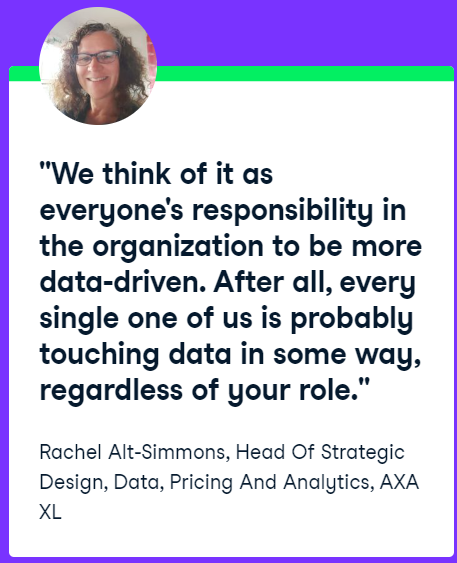 "We think of it as
everyone's responsibility in
the organization to be more
data-driven. After all, every
single one of us is probably
touching data in some way,
regardless of your role."
Rachel Alt-Simmons, Head Of Strategic
Design, Data, Pricing And Analytics, AXA
XL